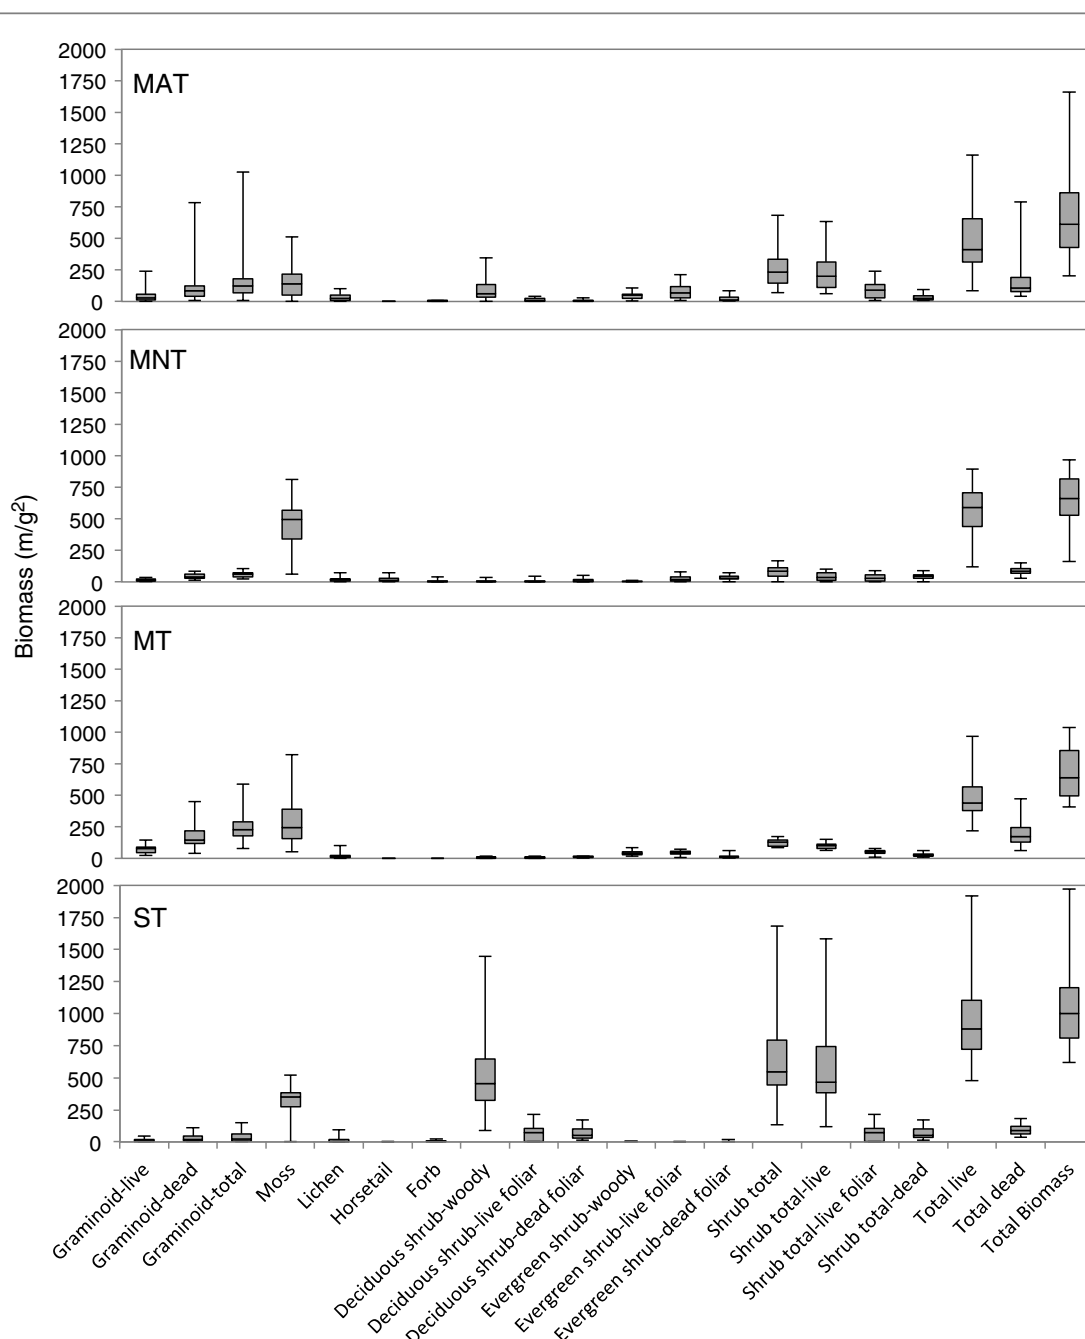 2000
MAT
1750
1500
1250
1000
750
500
250
0
2000
MNT
1750
1500
1250
1000
750
500
250
0
Biomass (m/g²)
2000
MT
1750
1500
1250
1000
750
500
250
0
2000
ST
1750
1500
1250
1000
750
500
250
0
Graminoid-live
Graminoid-dead
Graminoid-total
Moss
Lichen
Horsetail
Forb
Deciduous shrub-woody
Deciduous shrub-live foliar
Deciduous shrub-dead foliar
Evergreen shrub-woody
Evergreen shrub-live foliar
Evergreen shrub-dead foliar
Shrub total
Shrub total-live
Shrub total-live foliar
Shrub total-dead
Total live
Total dead
Total Biomass